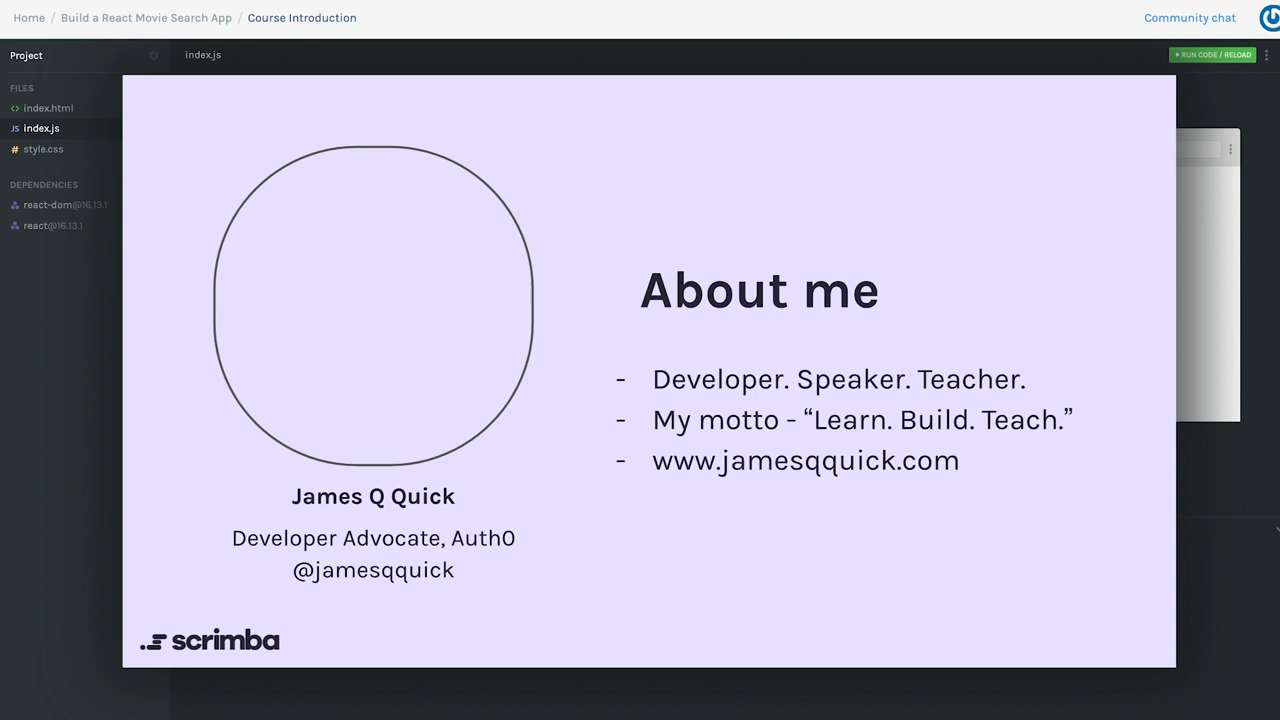 Home / Build a React Movie Search App / Course Introduction
Community chat
Project
index.js
RUN CODE / RELOAD
FILES
index.html
JS index.js
# style.css
DEPENDENCIES
react-dom@16.13.1
react@16.13.1
About me
- Developer. Speaker. Teacher.
- My motto - “Learn. Build. Teach.”
- www.jamesqquick.com
James Q Quick
Developer Advocate, Auth0
@jamesqquick
scrimba